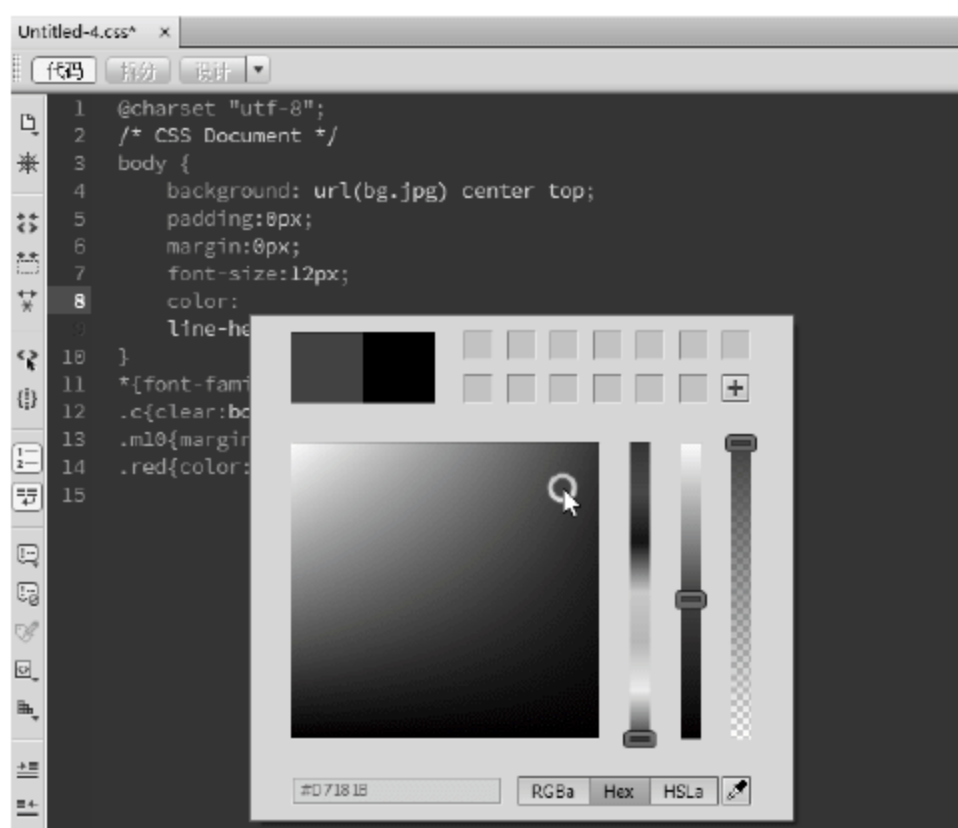 Untitled-4.css* ×
代码 拆分 设计
1 @charset "utf-8";
2 /* CSS Document */
3 body {
4 background: url(bg.jpg) center top;
5 padding:0px;
6 margin:0px;
7 font-size:12px;
8 color:
9 line-he
10 }
11 *{font-fami
12 .c{clear:bo
13 .ml0{margin
14 .red{color:
15
#D7181B
RGBa Hex HSLa